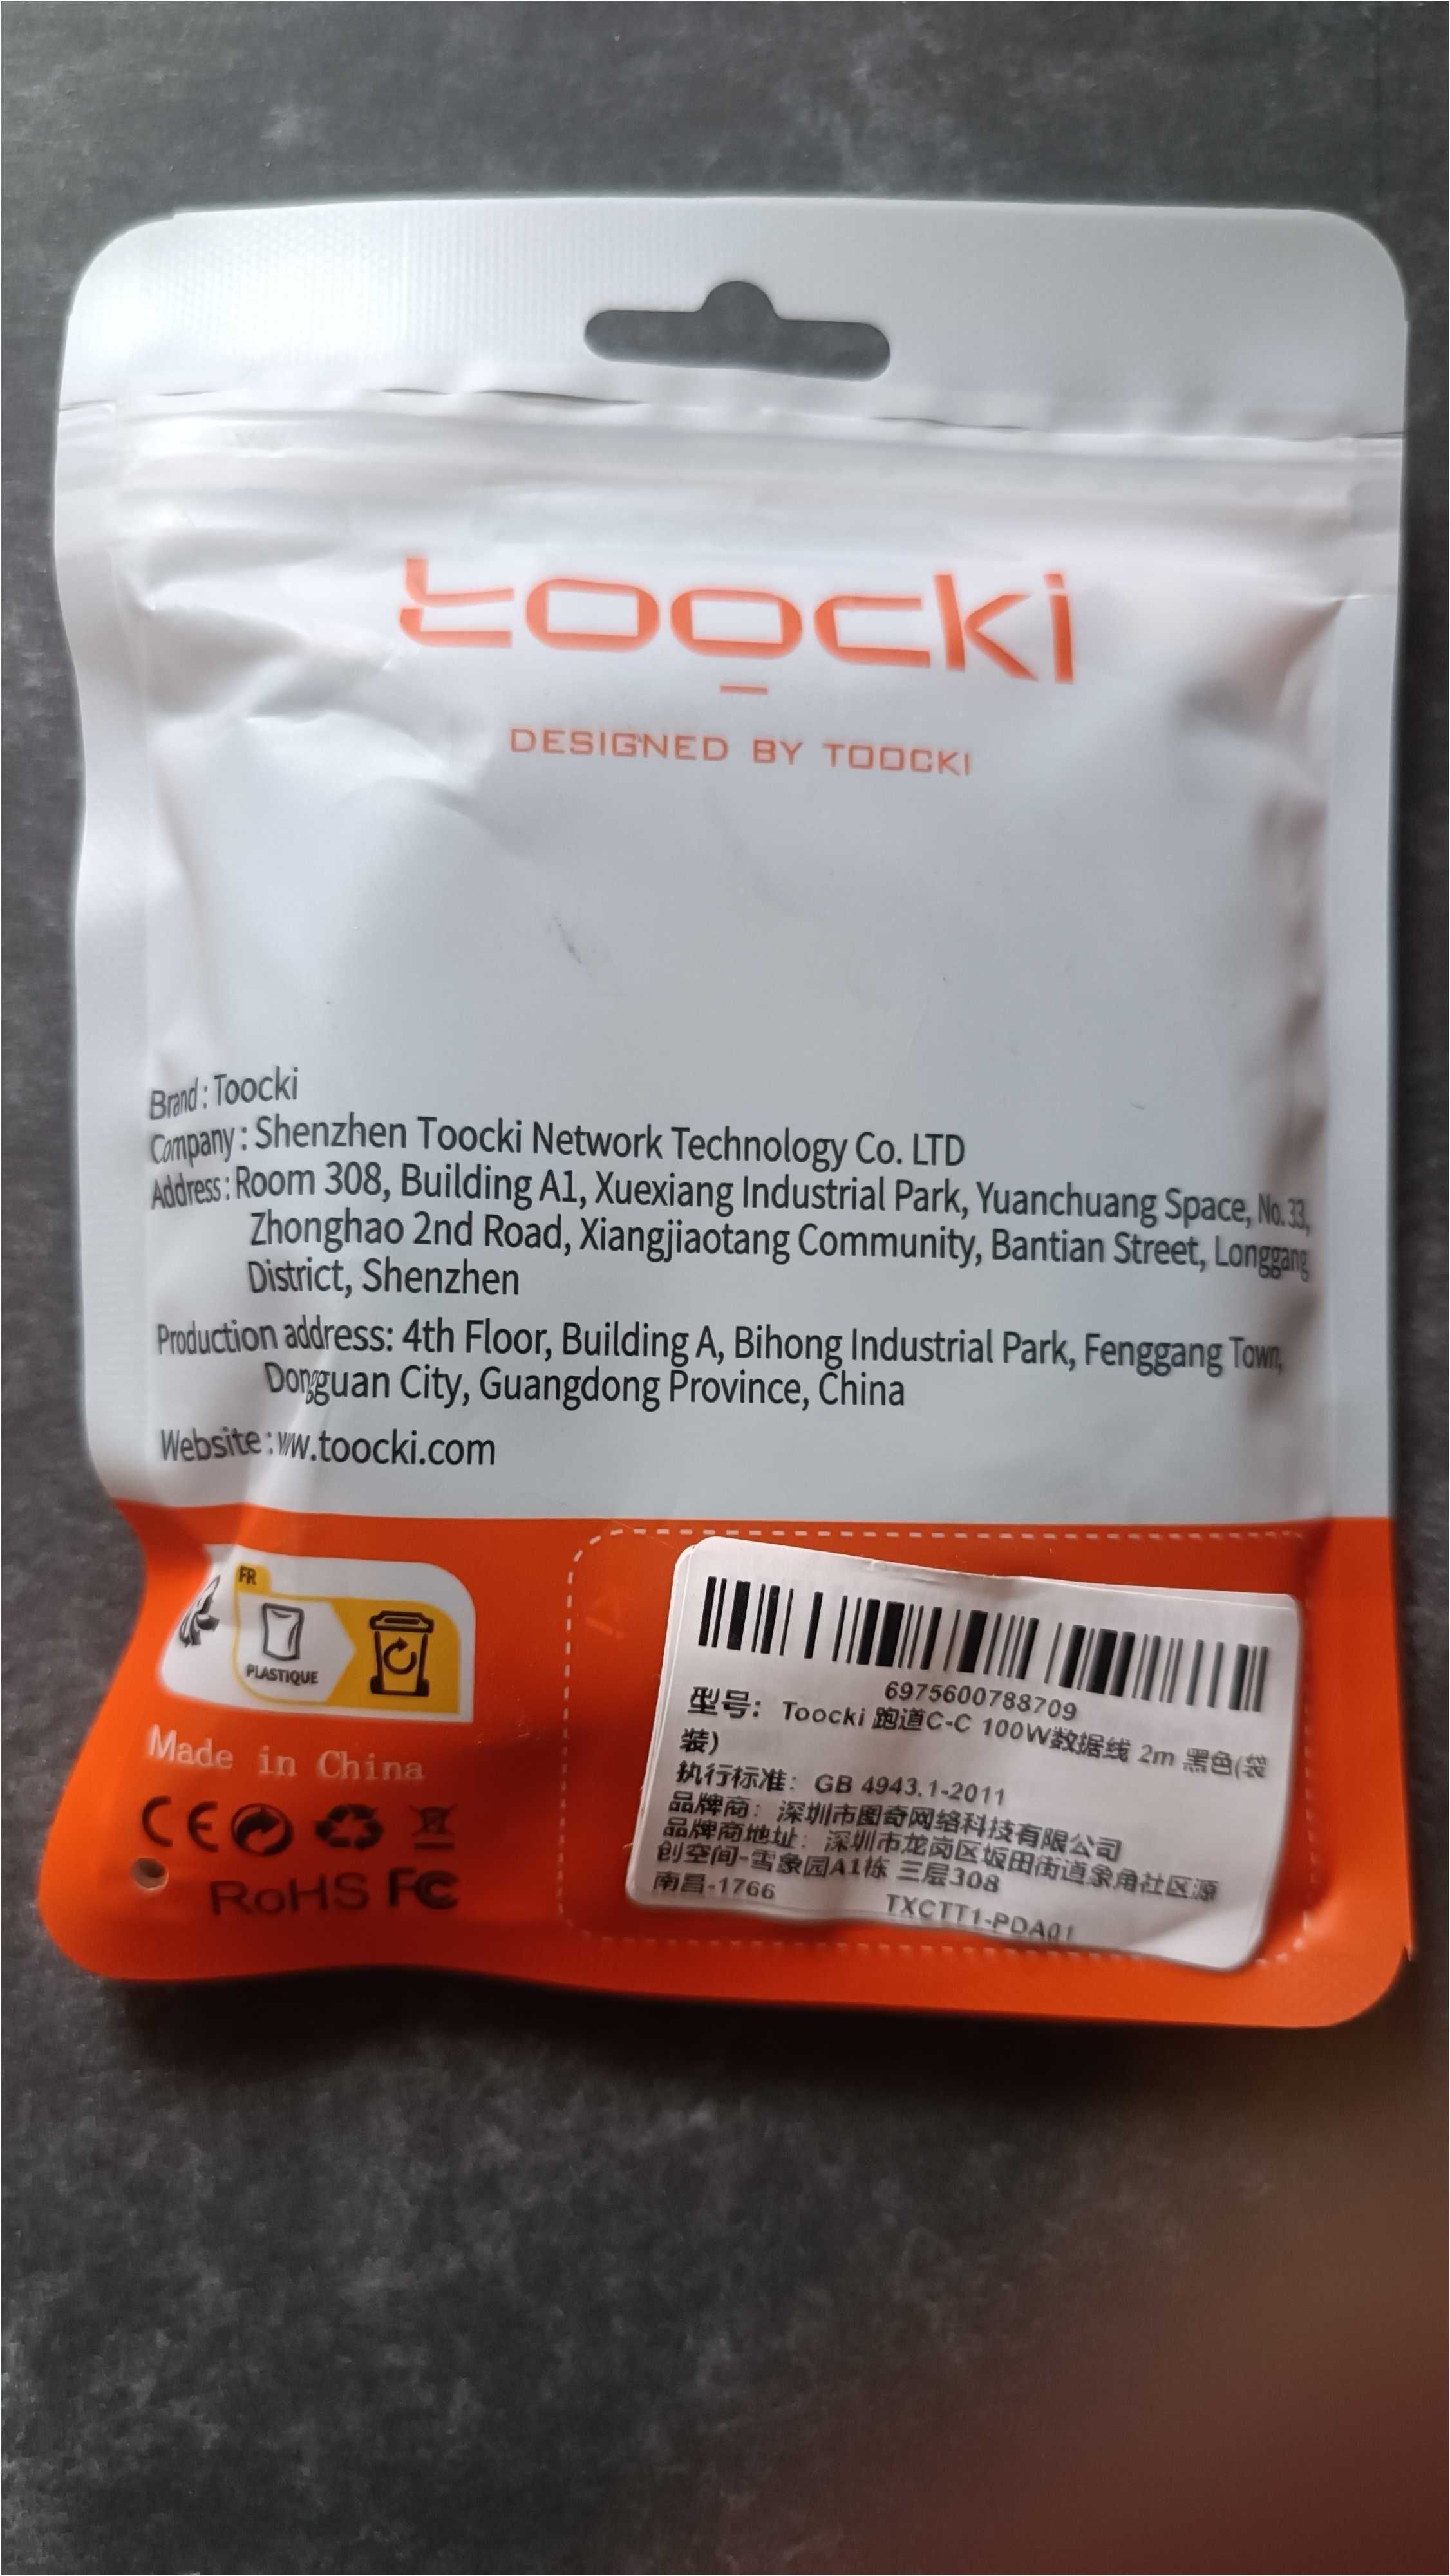 toocki
DESIGNED BY TOOCKI
Brand: Toocki
Company: Shenzhen Toocki Network Technology Co. LTD
Address: Room 308, Building A1, Xuexiang Industrial Park, Yuanchuang Space, No. 33,
Zhonghao 2nd Road, Xiangjiaotang Community, Bantian Street, Longgang
District, Shenzhen
Production address: 4th Floor, Building A, Bihong Industrial Park, Fenggang Town,
Dongguan City, Guangdong Province, China
Website: www.toocki.com
FR
PLASTIQUE
Made in China
CE
RoHS FC
6975600788709
型号: Toocki 跑道C-C 100W数据线 2m 黑色(袋
装)
执行标准: GB 4943.1-2011
品牌商: 深圳市图奇网络科技有限公司
品牌商地址: 深圳市龙岗区坂田街道象角社区源
创空间-雪象园A1栋 三层308
南昌-1766 TXCTT1-PDA01